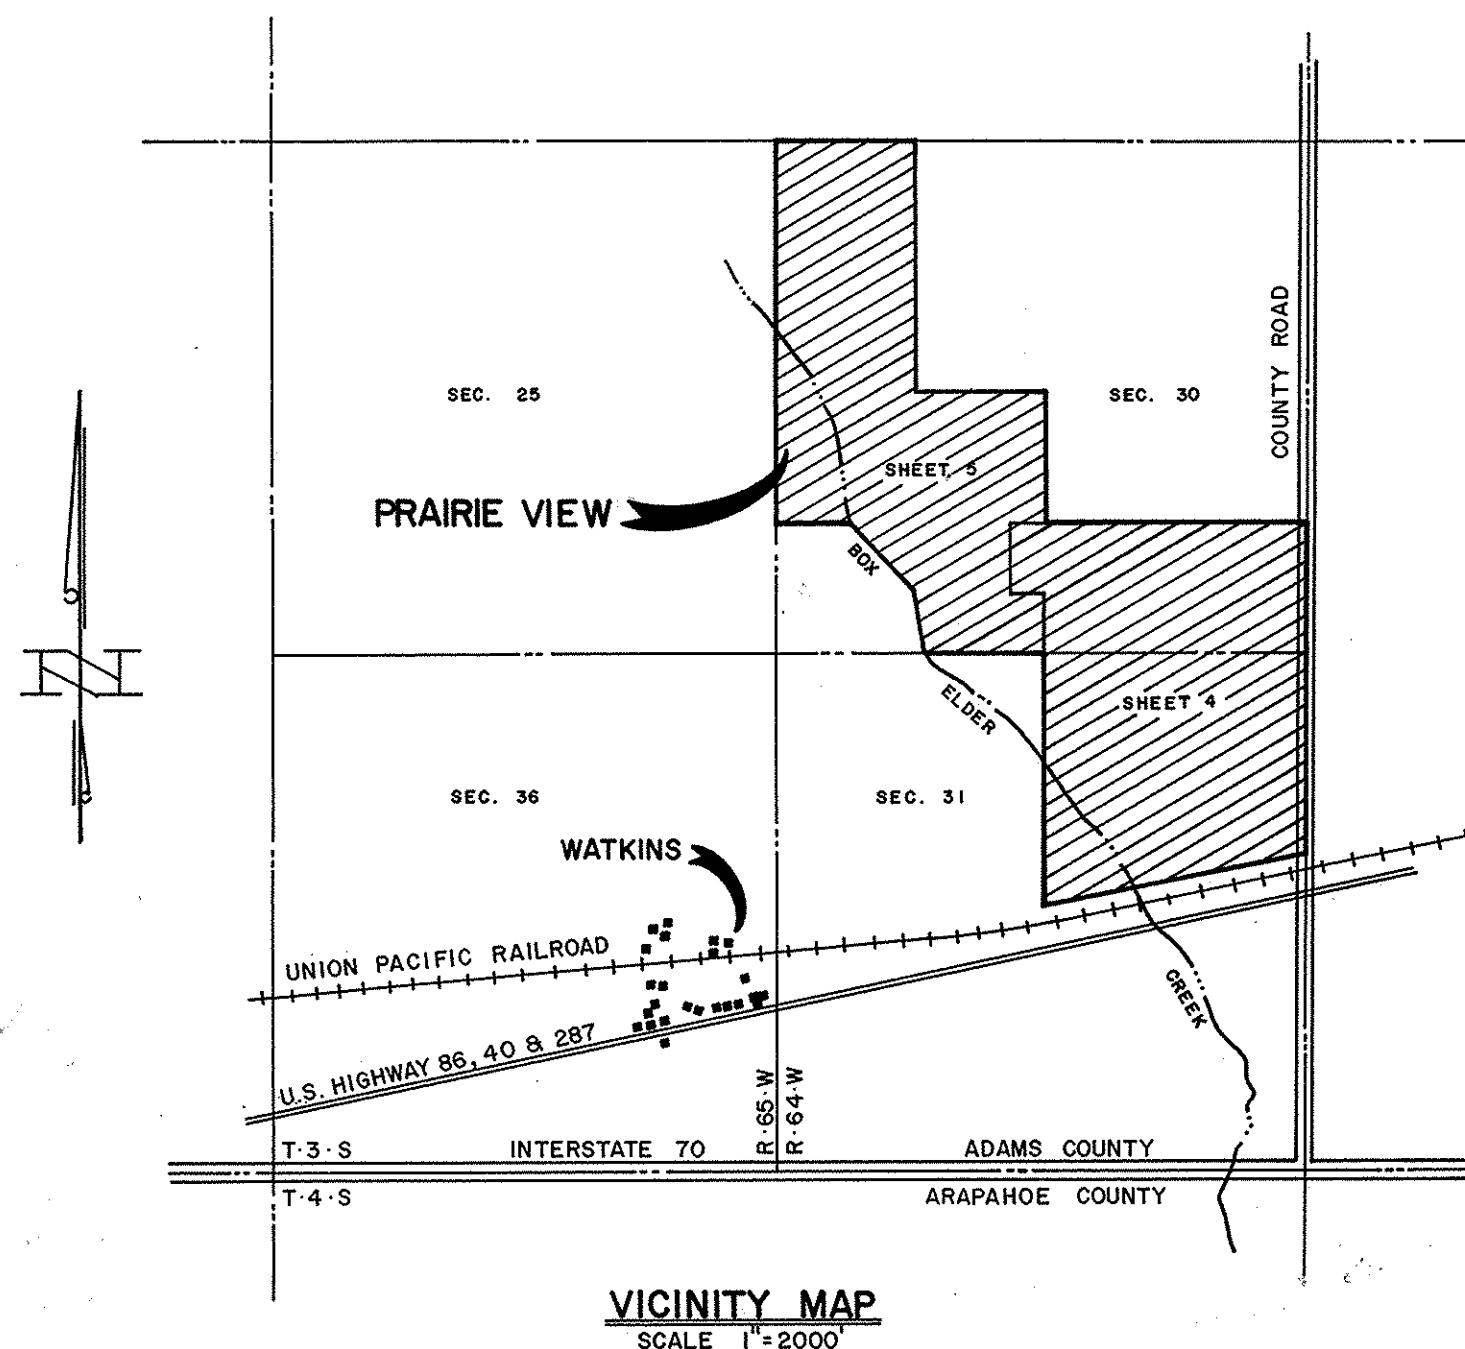 SEC. 25
SEC. 30
COUNTY ROAD
SHEET 5
PRAIRIE VIEW
BOX
N
ELDER
SHEET 4
SEC. 36
SEC. 31
WATKINS
UNION PACIFIC RAILROAD
CREEK
U.S. HIGHWAY 86, 40 & 287
R.65.W
R.64.W
T.3.S
INTERSTATE 70
ADAMS COUNTY
T.4.S
ARAPAHOE COUNTY
VICINITY MAP
SCALE 1"=2000'